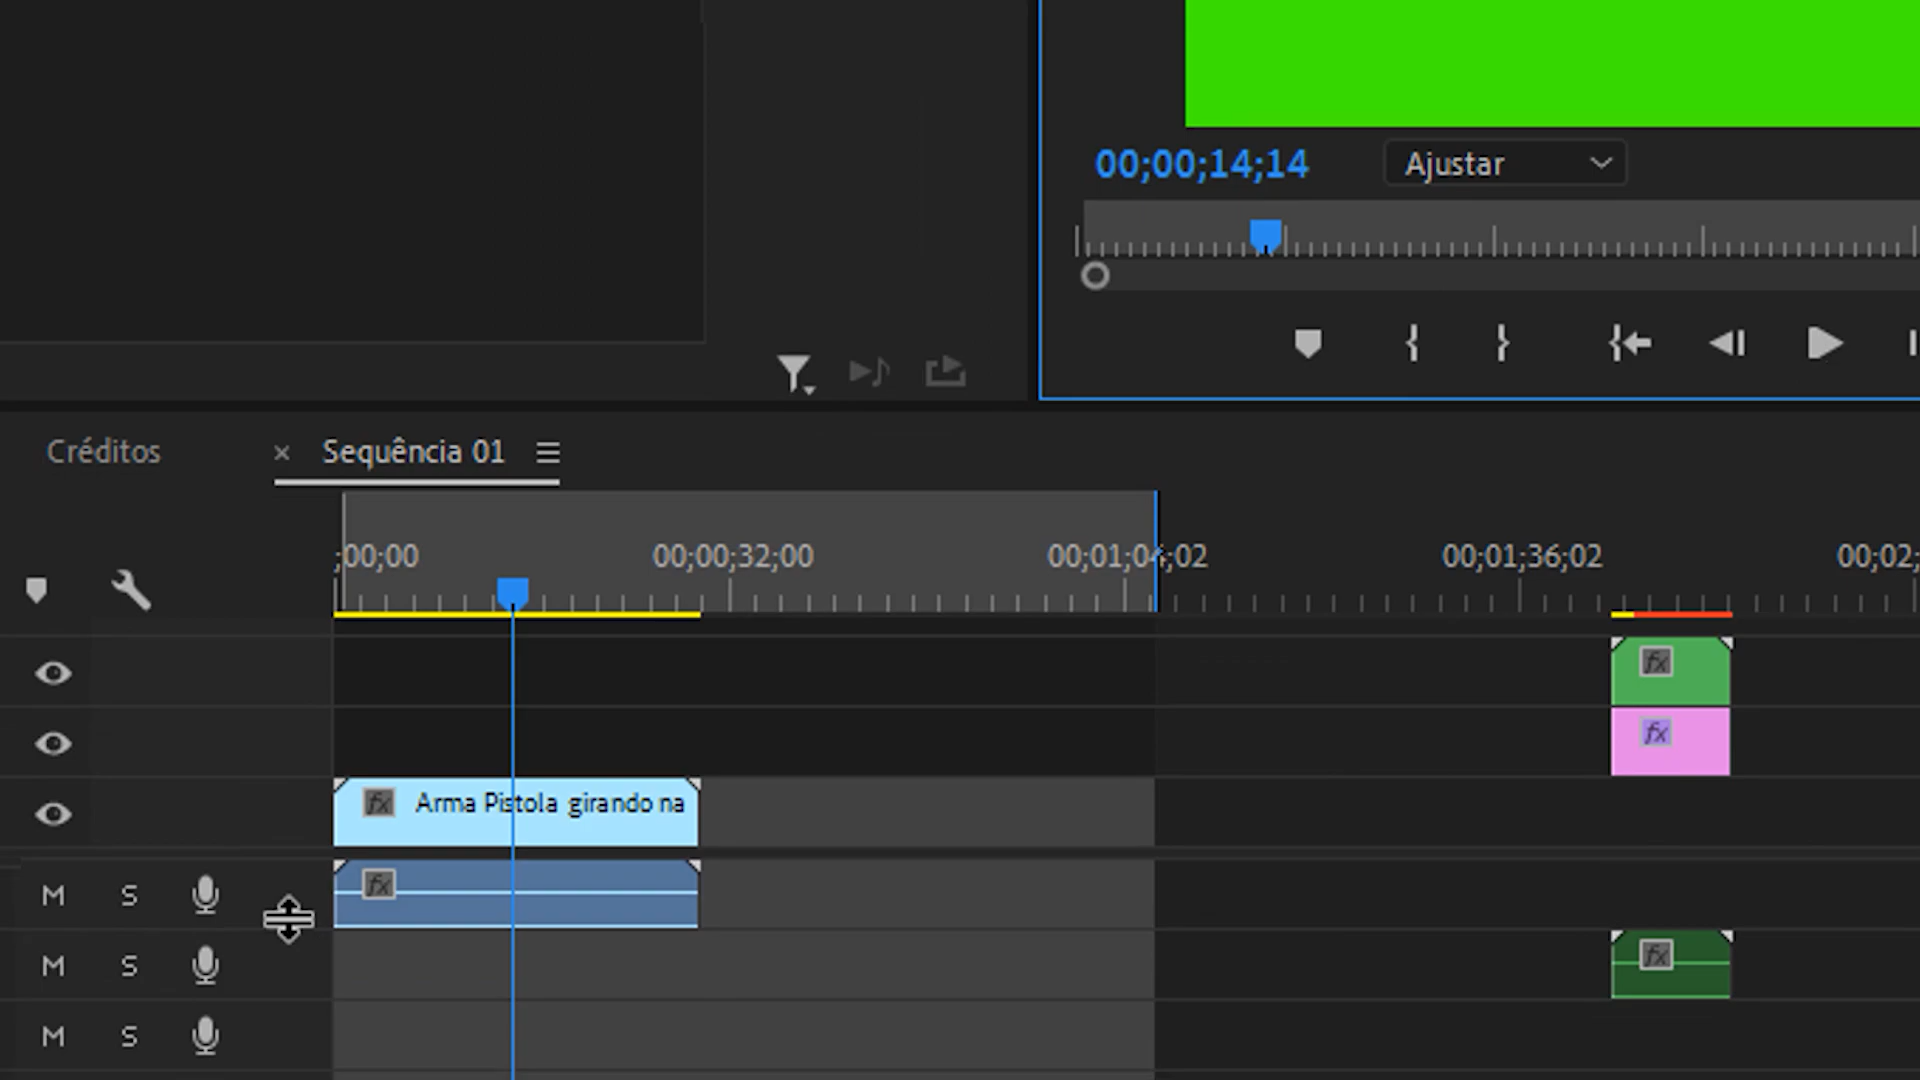 00;00;14;14 Ajustar
Créditos × Sequência 01
;00;00 00;00;32;00 00;01;04;02 00;01;36;02 00;02;
fx
fx
fx Arma Pistola girando na
M S fx
M S fx
M S